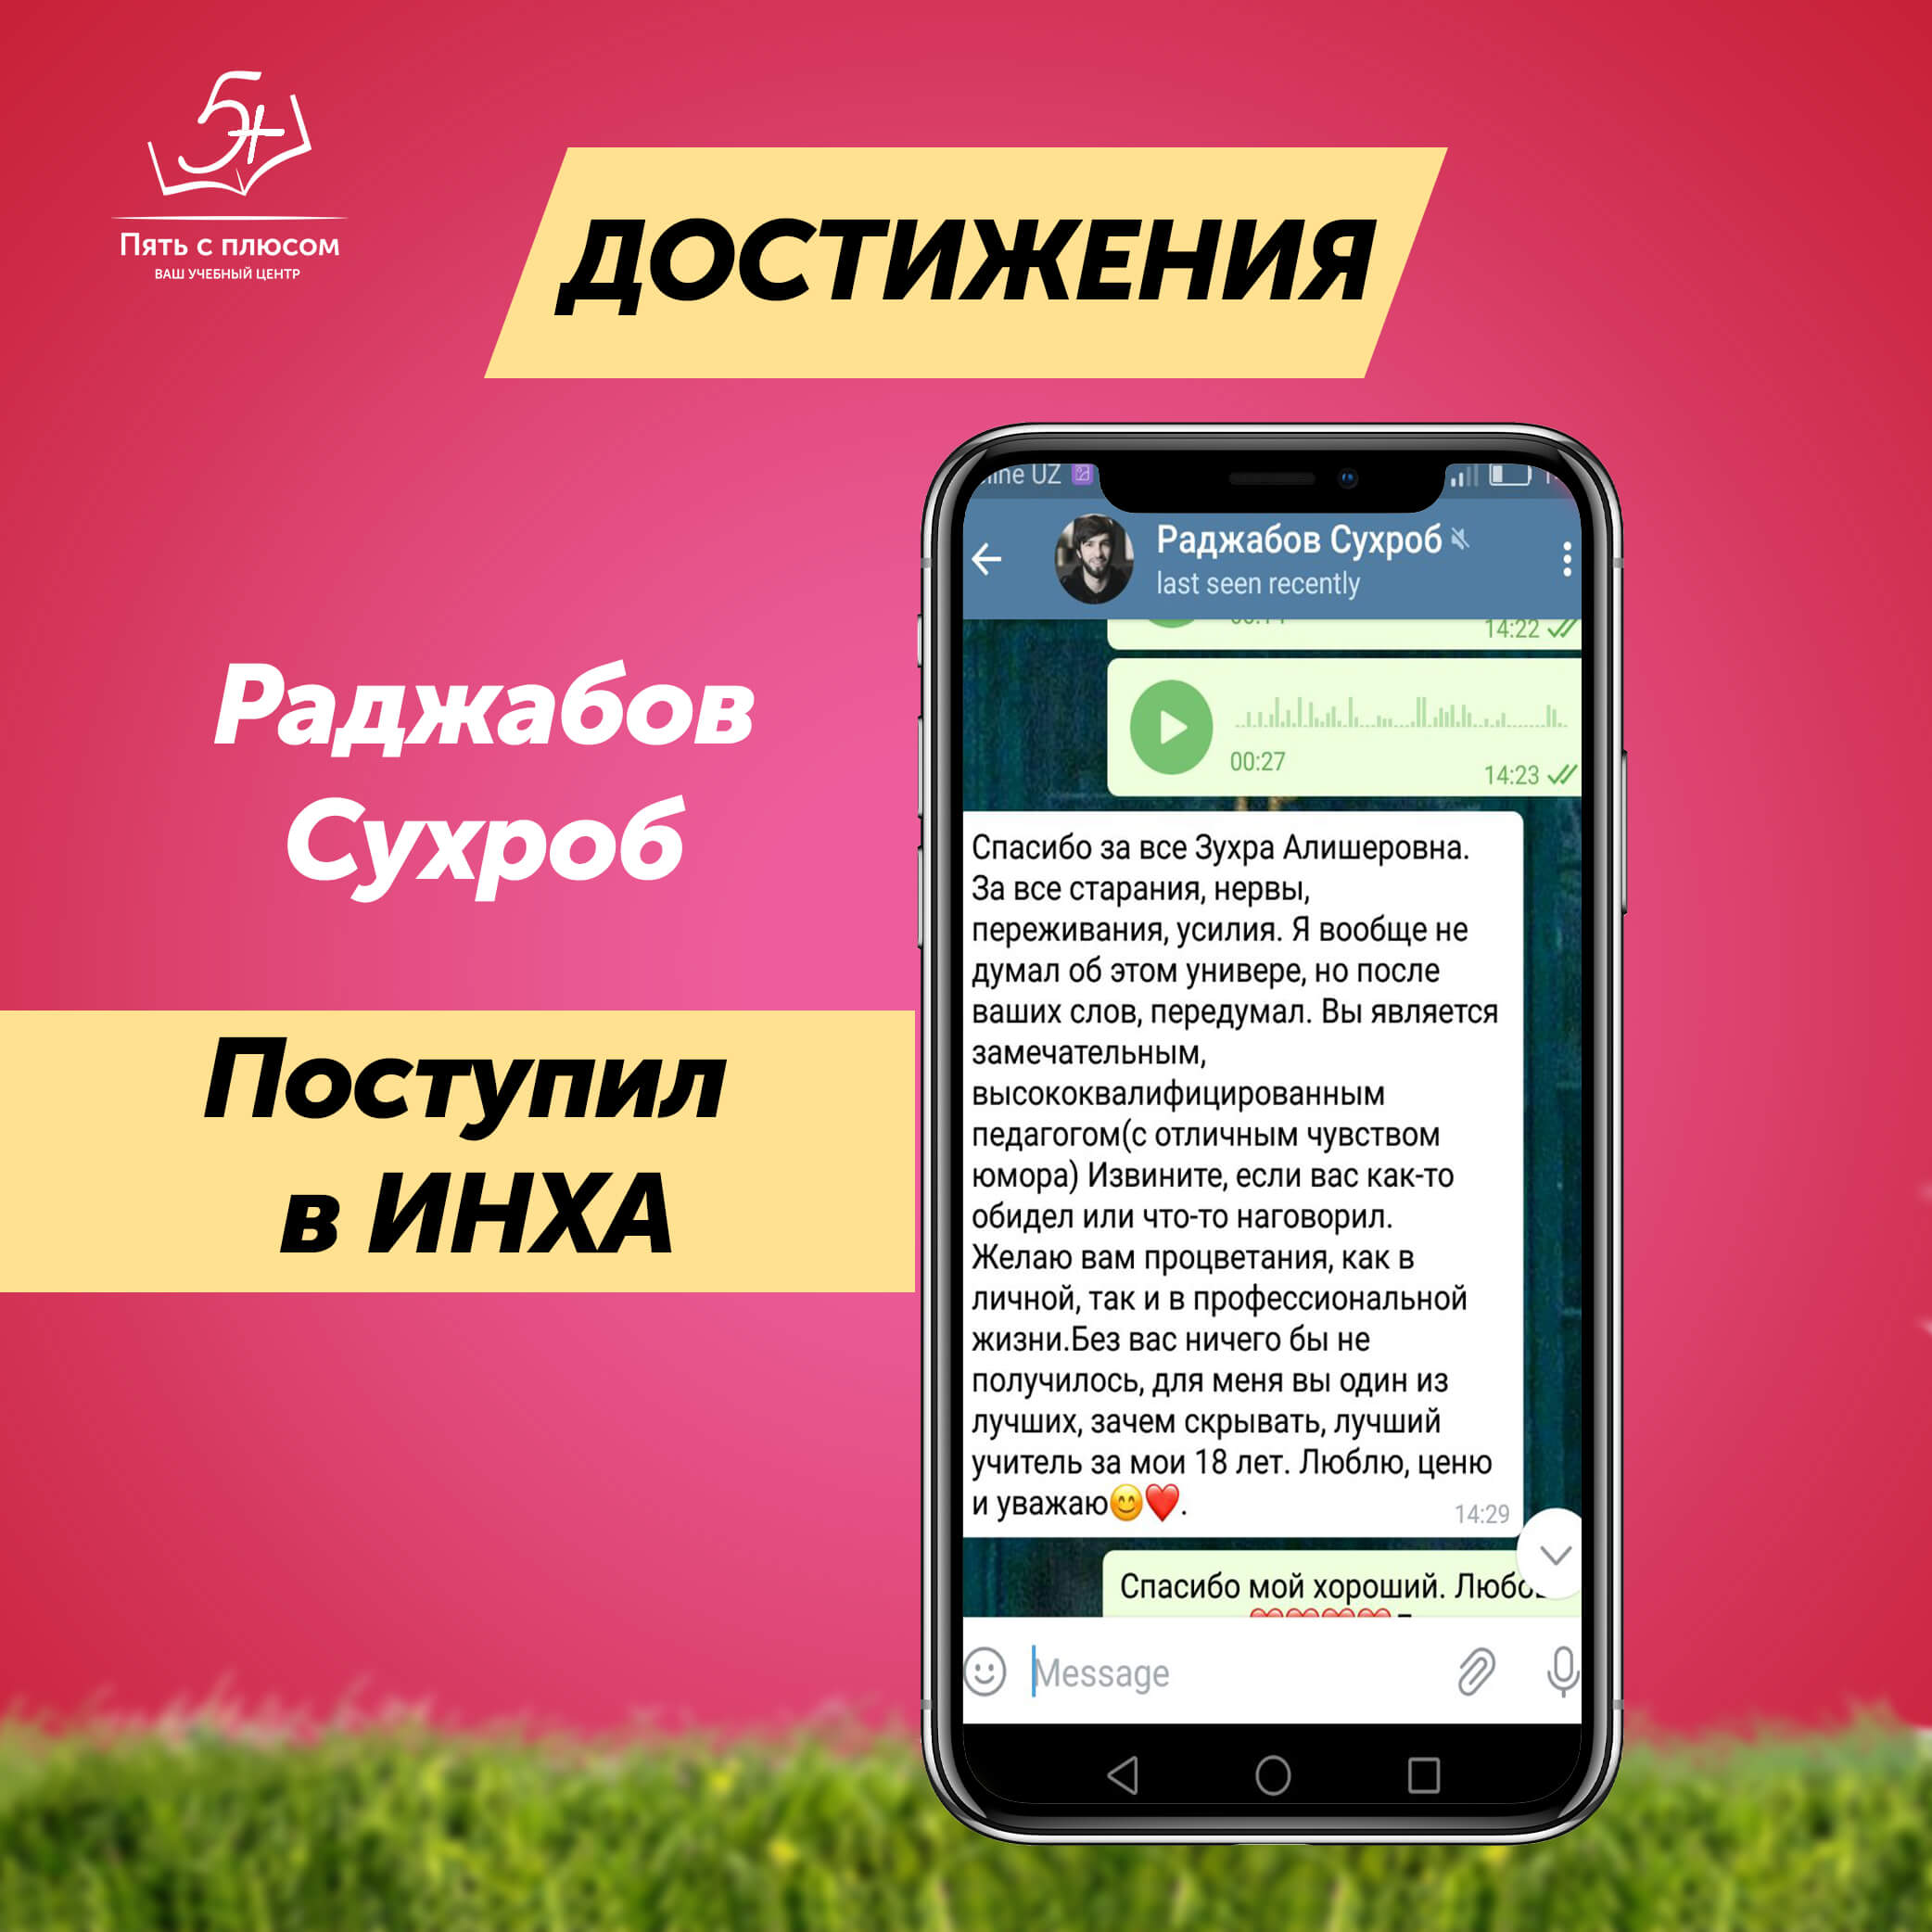 5+
Пять с плюсом
ВАШ УЧЕБНЫЙ ЦЕНТР
ДОСТИЖЕНИЯ
Раджабов
Сухроб
Поступил
в ИНХА
UZ
Раджабов Сухроб
last seen recently
14:22
00:27
14:23
Спасибо за все Зухра Алишеровна.
За все старания, нервы,
переживания, усилия. Я вообще не
думал об этом универе, но после
ваших слов, передумал. Вы является
замечательным,
высококвалифицированным
педагогом(с отличным чувством
юмора) Извините, если вас как-то
обидел или что-то наговорил.
Желаю вам процветания, как в
личной, так и в профессиональной
жизни.Без вас ничего бы не
получилось, для меня вы один из
лучших, зачем скрывать, лучший
учитель за мои 18 лет. Люблю, ценю
и уважаю😊❤️.
14:29
Спасибо мой хороший.
Message